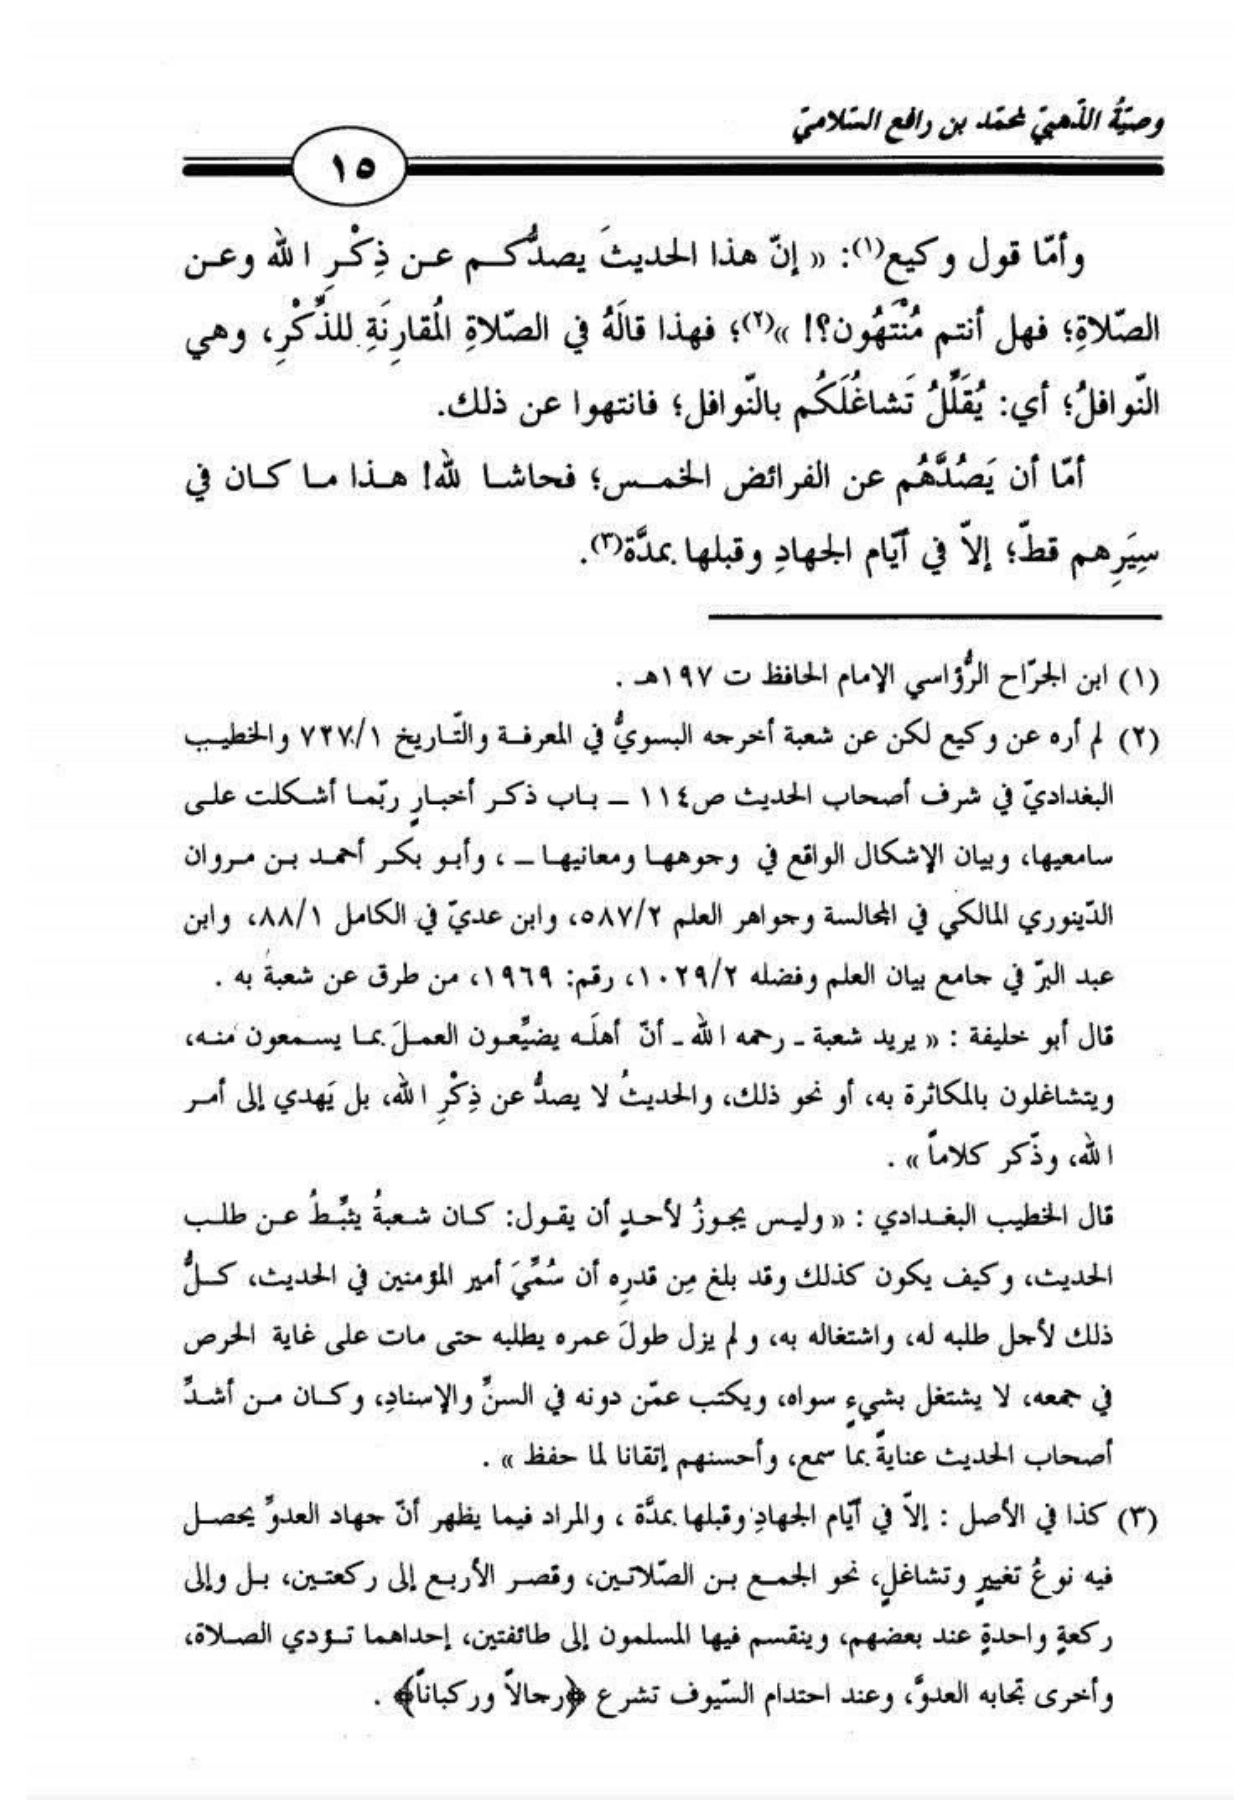 وصيّةُ الذّهبيّ لمحمّد بن رافع السّلاميّ
١٥
وأمّا قول وكيع(١): « إنّ هذا الحديثَ يصدُّكم عن ذِكْرِ الله وعن
الصّلاةِ؛ فهل أنتم مُنْتَهُون؟! »(٢)؛ فهذا قالَهُ في الصّلاةِ المُقارِنَةِ للذِّكْرِ، وهي
النّوافلُ؛ أي: يُقَلِّلُ تَشاغُلَكُم بالنّوافل؛ فانتهوا عن ذلك.
أمّا أن يَصُدَّهُم عن الفرائض الخمس؛ فحاشا لله! هذا ما كان في
سِيَرِهم قطّ؛ إلاّ في أيّام الجهادِ وقبلها بمدَّة(٣).
(١) ابن الجرّاح الرُّؤاسي الإمام الحافظ ت ١٩٧هـ .
(٢) لم أره عن وكيع لكن عن شعبة أخرجه البسويُّ في المعرفة والتّاريخ ٧٢٧/١ والخطيب
البغداديّ في شرف أصحاب الحديث ص١١٤ ــ باب ذكر أخبارٍ ربّما أشكلت على
سامعيها، وبيان الإشكال الواقع في وجوهها ومعانيها ــ ، وأبو بكر أحمد بن مروان
الدّينوري المالكي في المجالسة وجواهر العلم ٥٨٧/٢، وابن عديّ في الكامل ٨٨/١، وابن
عبد البرّ في جامع بيان العلم وفضله ١٠٢٩/٢، رقم: ١٩٦٩، من طرق عن شعبة به .
قال أبو خليفة : « يريد شعبة ـ رحمه الله ـ أنّ أهلَه يضيِّعون العملَ بما يسمعون منه،
ويتشاغلون بالمكاثرة به، أو نحو ذلك، والحديثُ لا يصدُّ عن ذِكْرِ الله، بل يَهدي إلى أمر
الله، وذكر كلاماً » .
قال الخطيب البغدادي : « وليس يجوزُ لأحدٍ أن يقول: كان شعبةُ يثبِّطُ عن طلب
الحديث، وكيف يكون كذلك وقد بلغ مِن قدرِه أن سُمِّيَ أمير المؤمنين في الحديث، كلُّ
ذلك لأجل طلبه له، واشتغاله به، ولم يزل طولَ عمره يطلبه حتى مات على غاية الحرص
في جمعه، لا يشتغل بشيءٍ سواه، ويكتب عمّن دونه في السنِّ والإسنادِ، وكان من أشدِّ
أصحاب الحديث عنايةً بما سمع، وأحسنهم إتقانا لما حفظ » .
(٣) كذا في الأصل : إلاّ في أيّام الجهادِ وقبلها بمدَّة ، والمراد فيما يظهر أنّ جهاد العدوِّ يحصل
فيه نوعُ تغييرٍ وتشاغلٍ، نحو الجمع بن الصّلاتين، وقصر الأربع إلى ركعتين، بل وإلى
ركعةٍ واحدةٍ عند بعضهم، وينقسم فيها المسلمون إلى طائفتين، إحداهما تؤدي الصلاة،
وأخرى تجابه العدوَّ، وعند احتدام السّيوف تشرع ﴿رجالاً وركباناً﴾ .